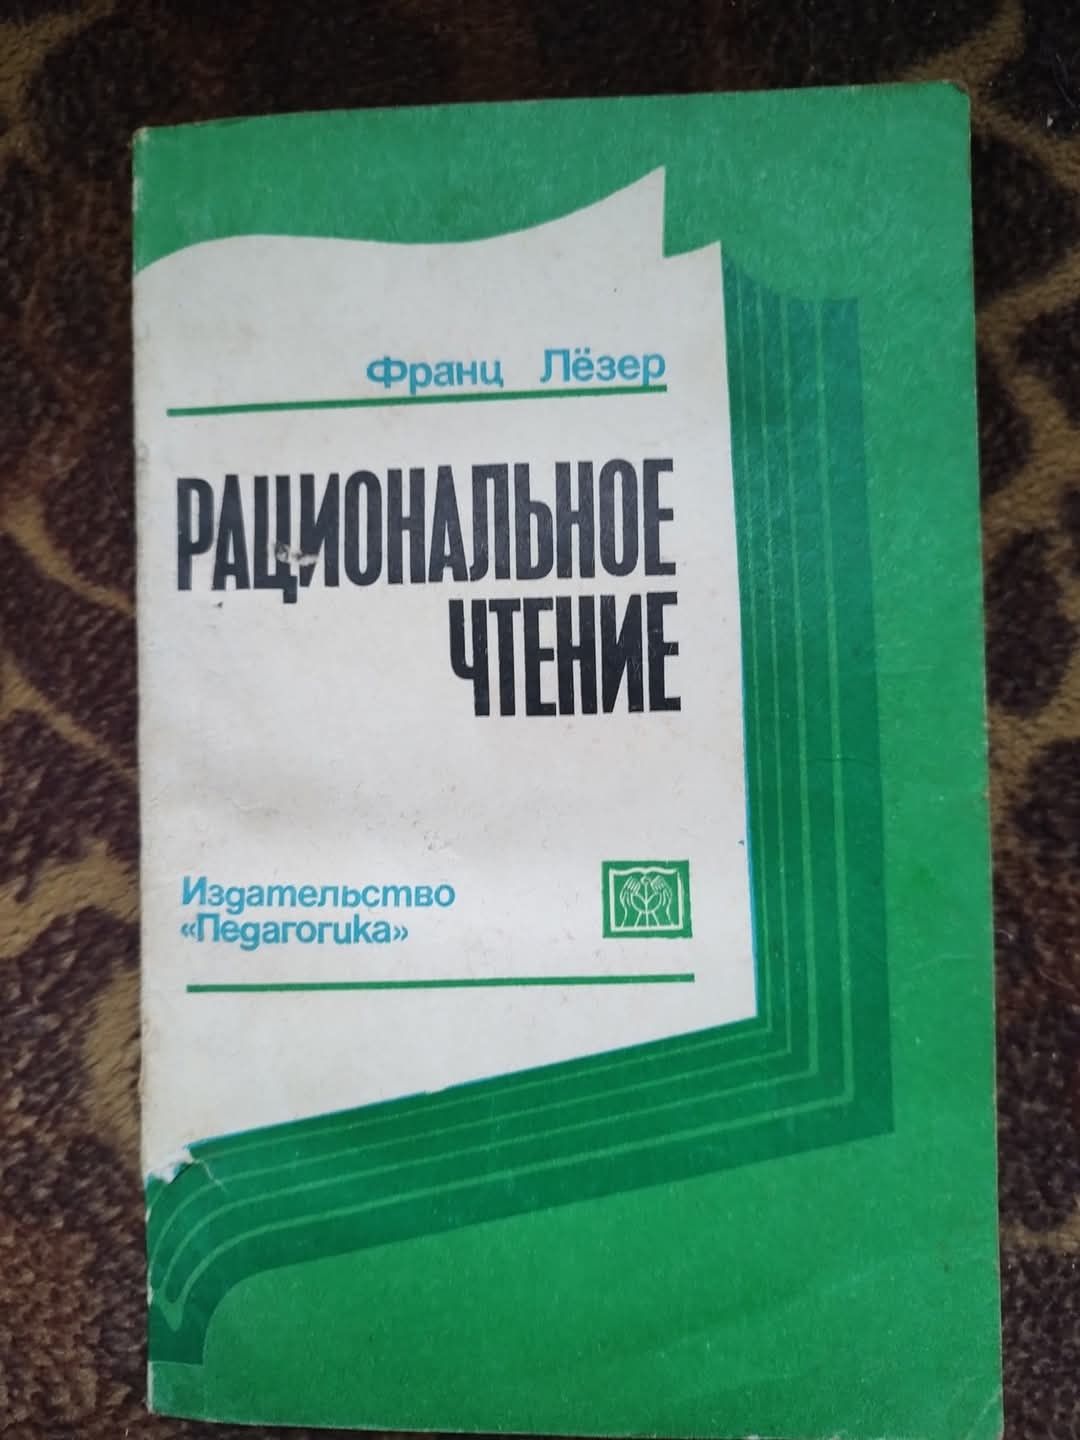 Франц Лёзер
РАЦИОНАЛЬНОЕ
ЧТЕНИЕ
Издательство
«Педагогика»